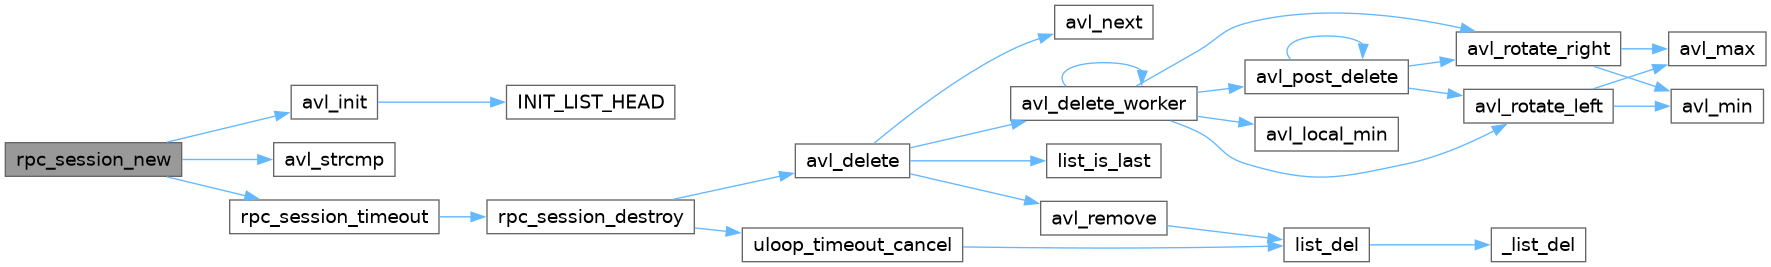 rpc_session_new
avl_init
avl_strcmp
rpc_session_timeout
INIT_LIST_HEAD
rpc_session_destroy
avl_delete
uloop_timeout_cancel
avl_next
avl_delete_worker
list_is_last
avl_remove
avl_post_delete
avl_local_min
list_del
avl_rotate_right
avl_rotate_left
_list_del
avl_max
avl_min